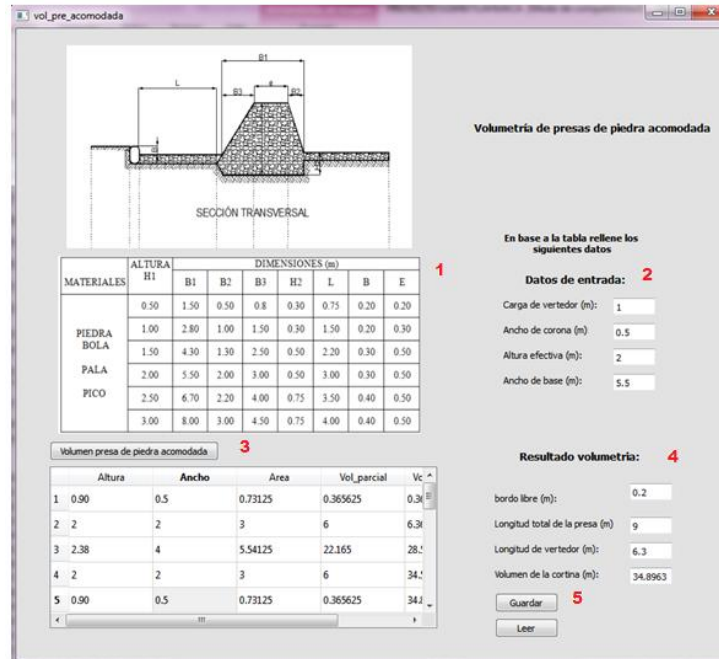 vol_pre_acomodada
B1
L
B3
B2
SECCIÓN TRANSVERSAL
Volumetría de presas de piedra acomodada
En base a la tabla rellene los
siguientes datos
1
MATERIALES ALTURA H1 DIMENSIONES (m)
B1 B2 B3 H2 L B E
0.50 1.50 0.50 0.8 0.30 0.75 0.20 0.20
1.00 2.80 1.00 1.50 0.30 1.50 0.20 0.30
1.50 4.30 1.30 2.50 0.50 2.20 0.30 0.50
2.00 5.50 2.00 3.00 0.50 3.00 0.30 0.50
2.50 6.70 2.20 4.00 0.75 3.50 0.40 0.50
3.00 8.00 3.00 4.50 0.75 4.00 0.40 0.50
PIEDRA
BOLA
PALA
PICO
Datos de entrada: 2
Carga de vertedor (m): 1
Ancho de corona (m) 0.5
Altura efectiva (m): 2
Ancho de base (m): 5.5
Volumen presa de piedra acomodada 3
Altura Ancho Area Vol_parcial
1 0.90 0.5 0.73125 0.365625
2 2 2 3 6
3 2.38 4 5.54125 22.165
4 2 2 3 6
5 0.90 0.5 0.73125 0.365625
Resultado volumetria: 4
bordo libre (m): 0.2
Longitud total de la presa (m) 9
Longitud de vertedor (m): 6.3
Volumen de la cortina (m): 34.8963
Guardar 5
Leer